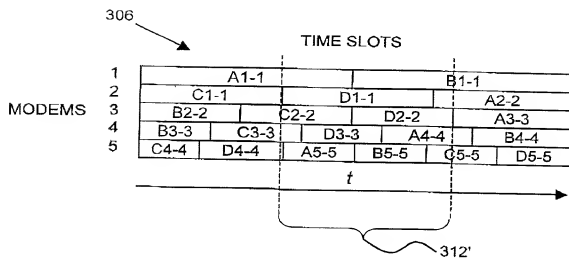 306
TIME SLOTS
MODEMS
1 A1-1 B1-1
2 C1-1 D1-1 A2-2
3 B2-2 C2-2 D2-2 A3-3
4 B3-3 C3-3 D3-3 A4-4 B4-4
5 C4-4 D4-4 A5-5 B5-5 C5-5 D5-5
t
312'